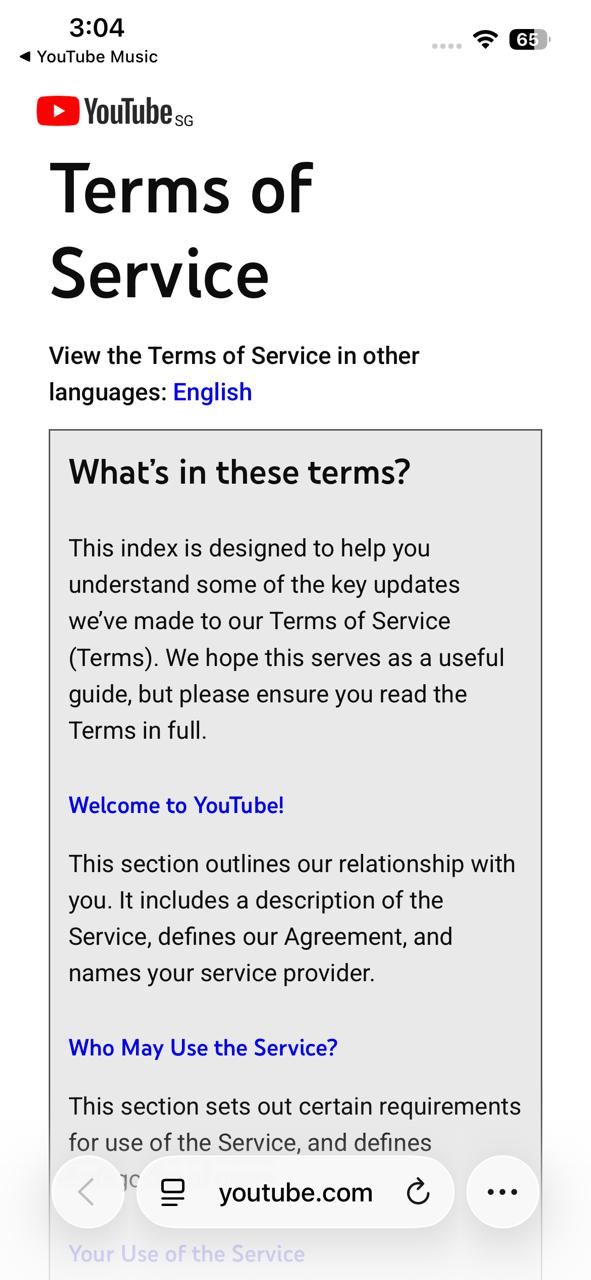 3:04
65
◀ YouTube Music
YouTube SG
Terms of
Service
View the Terms of Service in other
languages: English
What’s in these terms?
This index is designed to help you
understand some of the key updates
we’ve made to our Terms of Service
(Terms). We hope this serves as a useful
guide, but please ensure you read the
Terms in full.
Welcome to YouTube!
This section outlines our relationship with
you. It includes a description of the
Service, defines our Agreement, and
names your service provider.
Who May Use the Service?
This section sets out certain requirements
for use of the Service, and defines
youtube.com
Your Use of the Service